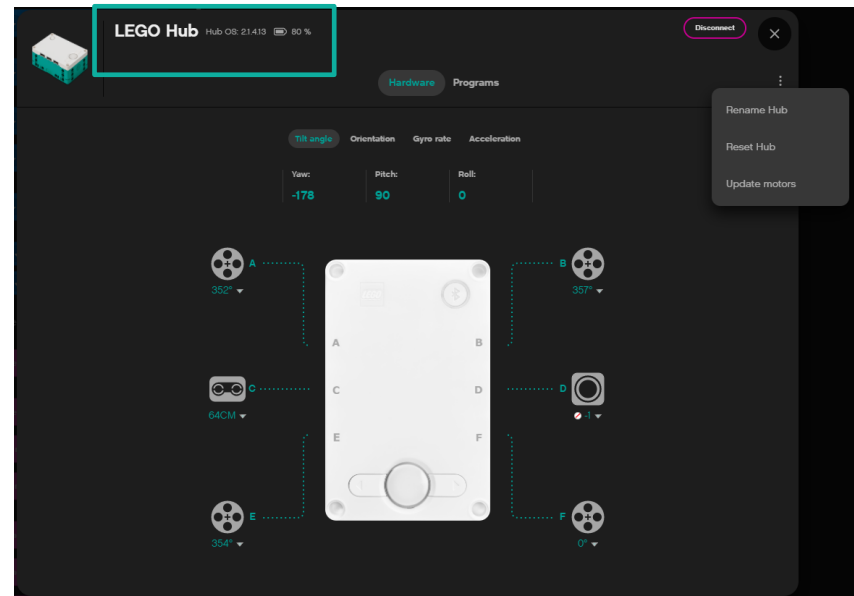 LEGO Hub Hub OS: 2.1.4.13 80 %
Disconnect
Hardware Programs
Rename Hub
Reset Hub
Update motors
Tilt angle Orientation Gyro rate Acceleration
Yaw: Pitch: Roll:
-178 90 0
A B
352° 357°
A B
C C D D
64CM -1
E F
E F
354° 0°